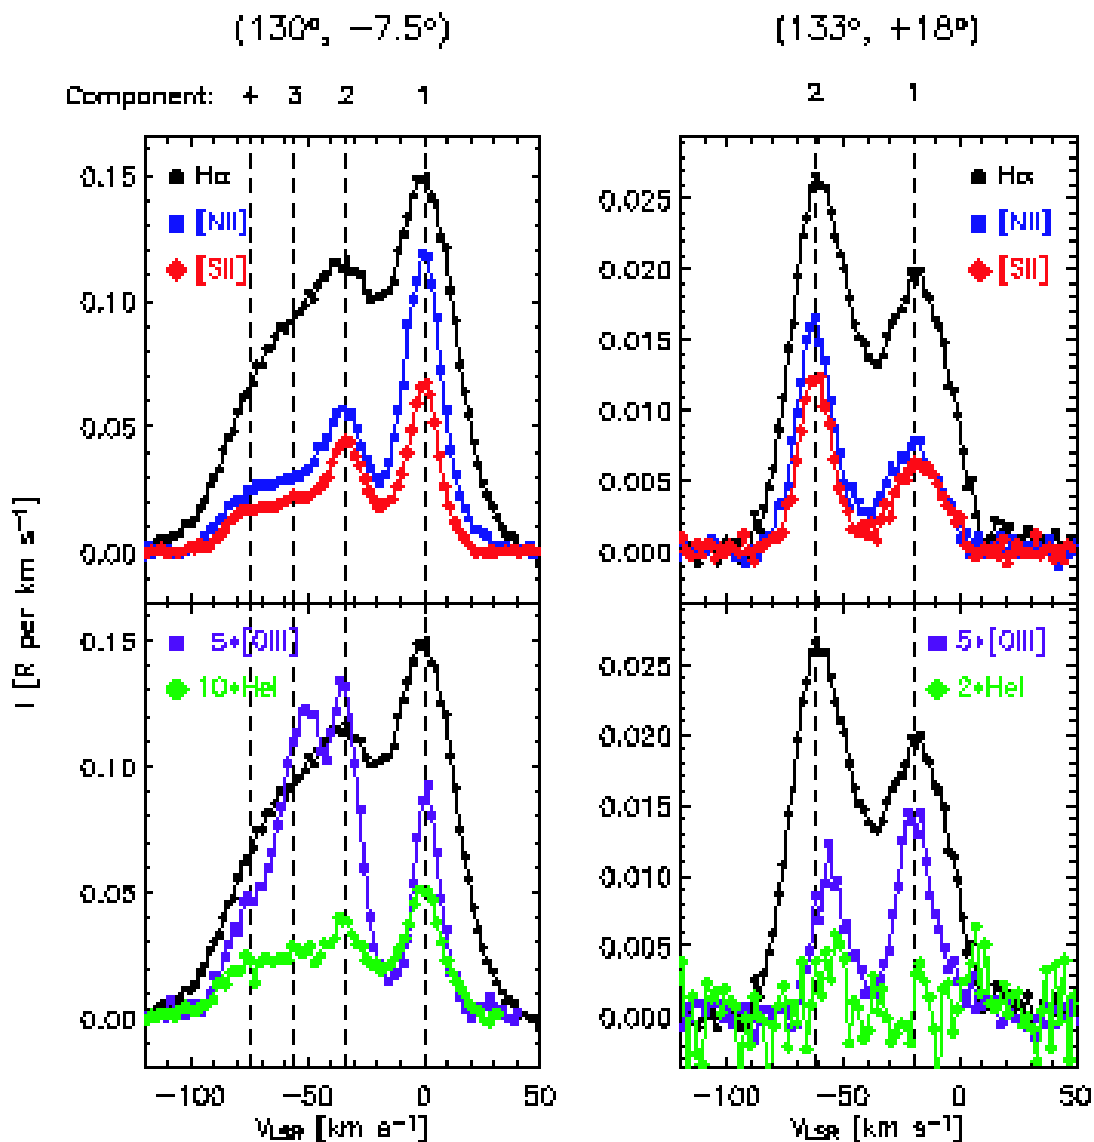 (130°, −7.5°) (133°, +18°)
Component: 4 3 2 1 2 1
0.15 Hα Hα
[NII] [NII]
[SII] [SII]
0.10
0.05
0.00
0.025
0.020
0.015
0.010
0.005
0.000
I [R per km s⁻¹]
0.15 5*[OIII] 5*[OIII]
10*HeI 2*HeI
0.10
0.05
0.00
0.025
0.020
0.015
0.010
0.005
0.000
−100 −50 0 50 −100 −50 0 50
V_LSR [km s⁻¹] V_LSR [km s⁻¹]